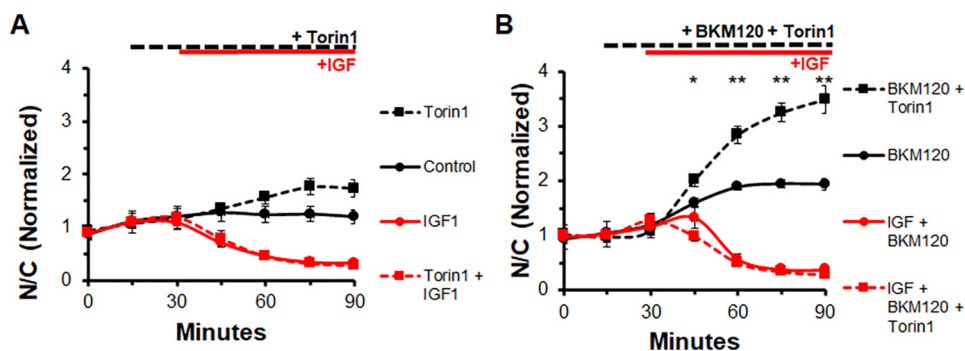 A
+ Torin1
+IGF
4
3
2
1
0
N/C (Normalized)
0
30
60
90
Minutes
Torin1
Control
IGF1
Torin1 +
IGF1
B
+ BKM120 + Torin1
+IGF
* ** ** **
4
3
2
1
0
N/C (Normalized)
0
30
60
90
Minutes
BKM120 +
Torin1
BKM120
IGF +
BKM120
IGF +
BKM120 +
Torin1